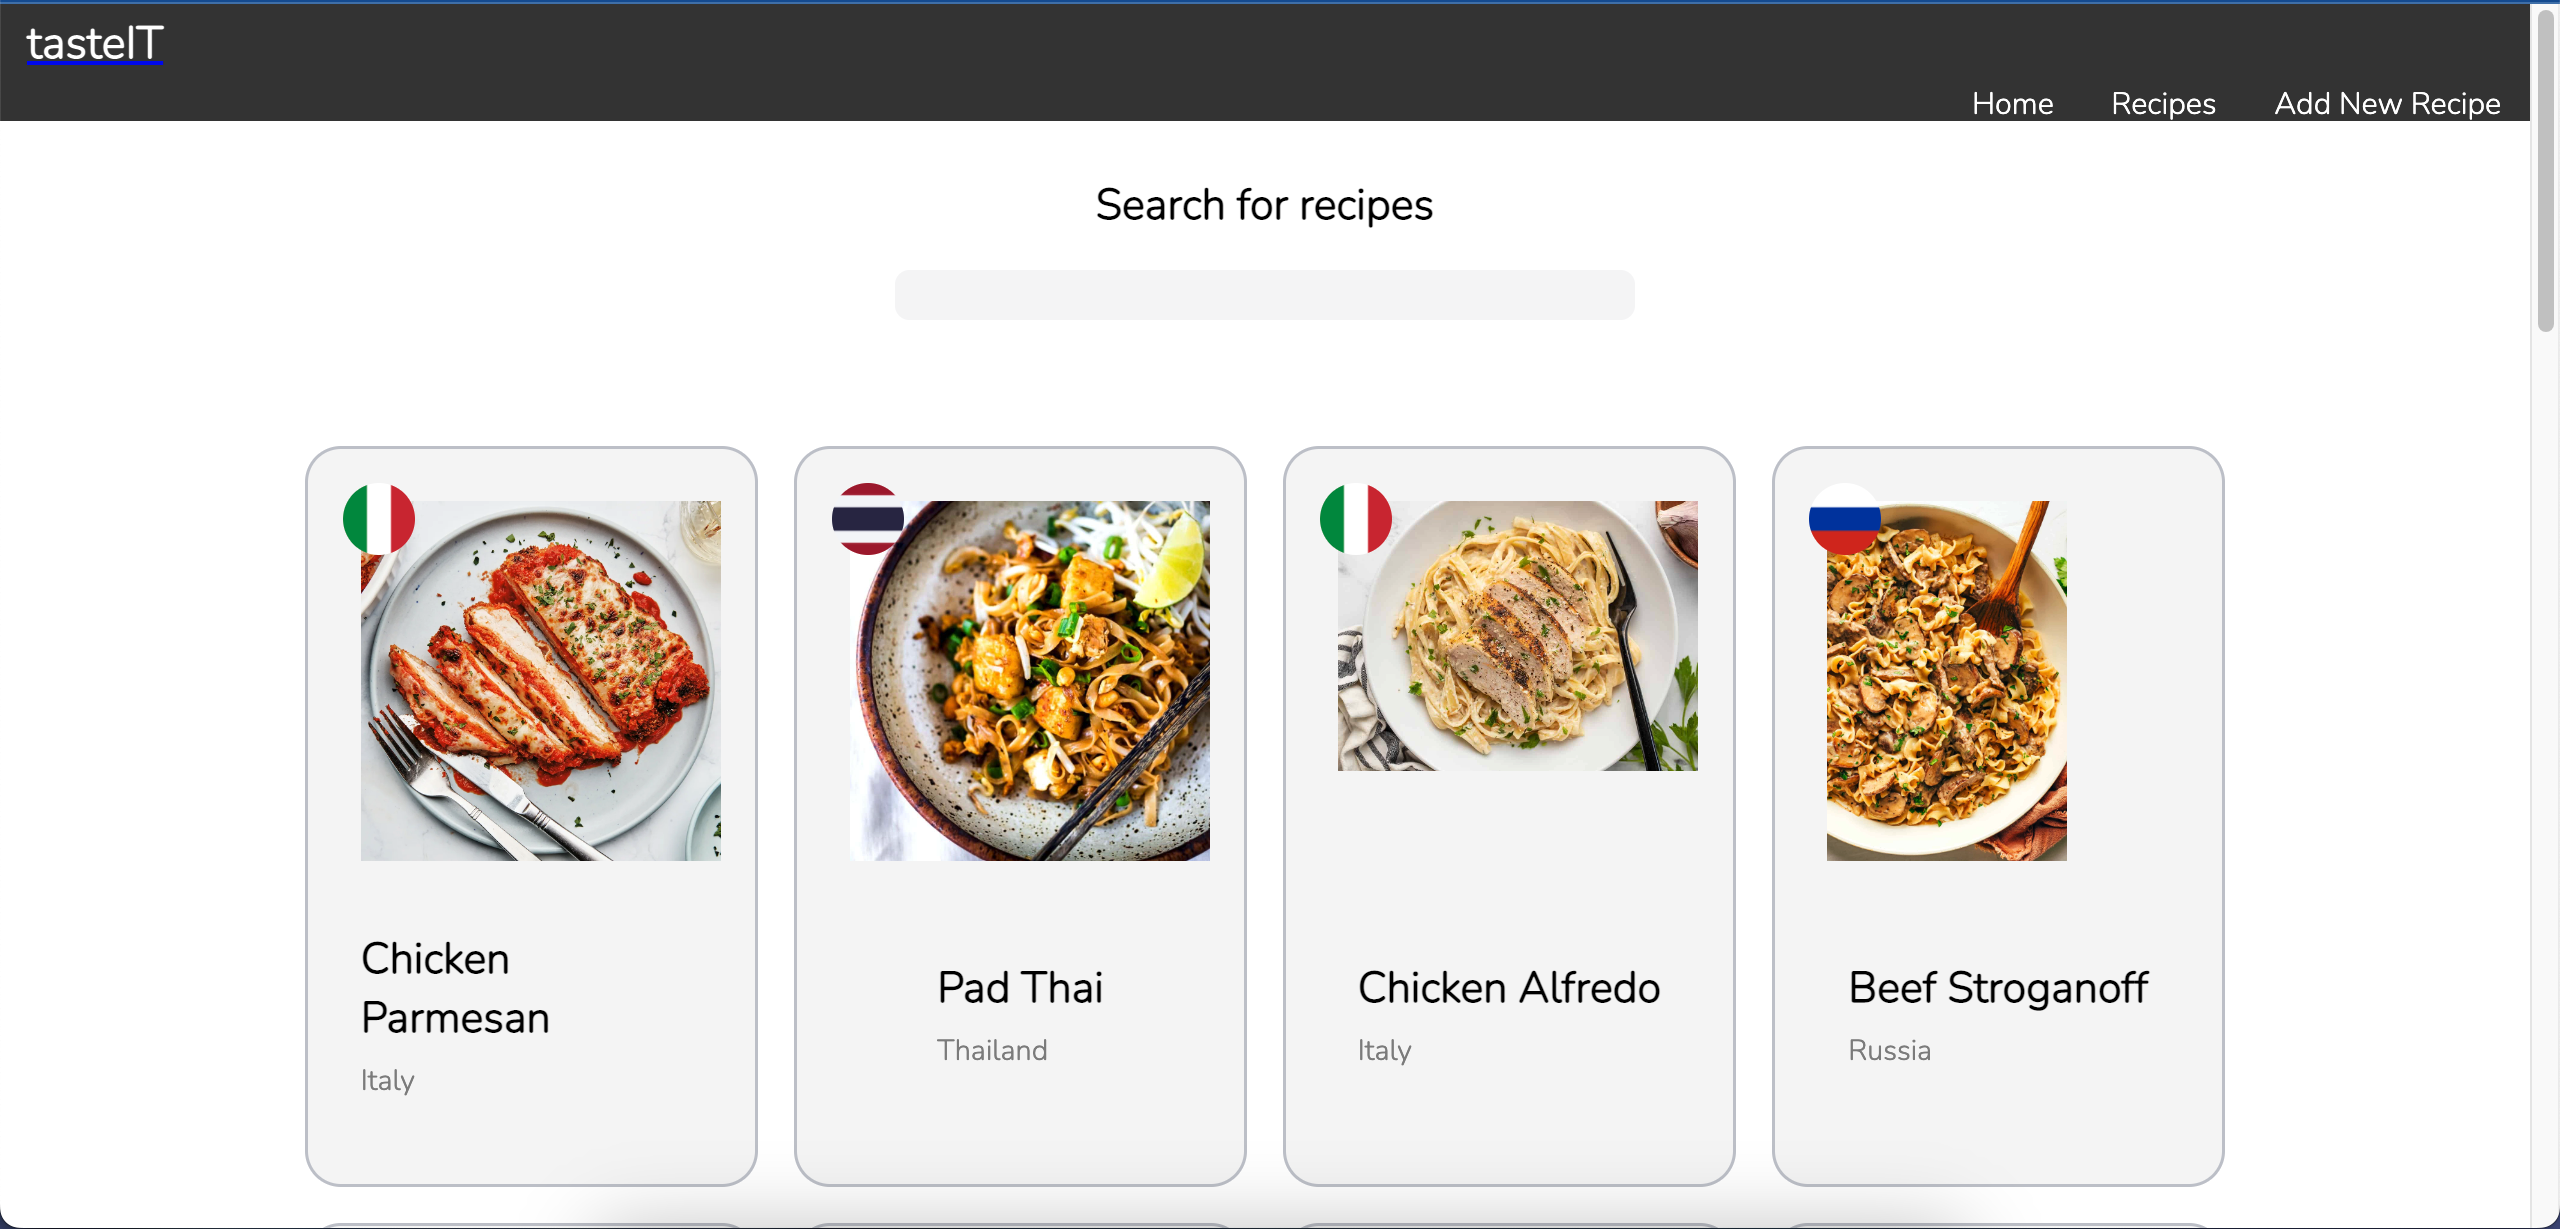 tasteIT
Home
Recipes
Add New Recipe
Search for recipes
Chicken
Parmesan
Italy
Pad Thai
Thailand
Chicken Alfredo
Italy
Beef Stroganoff
Russia